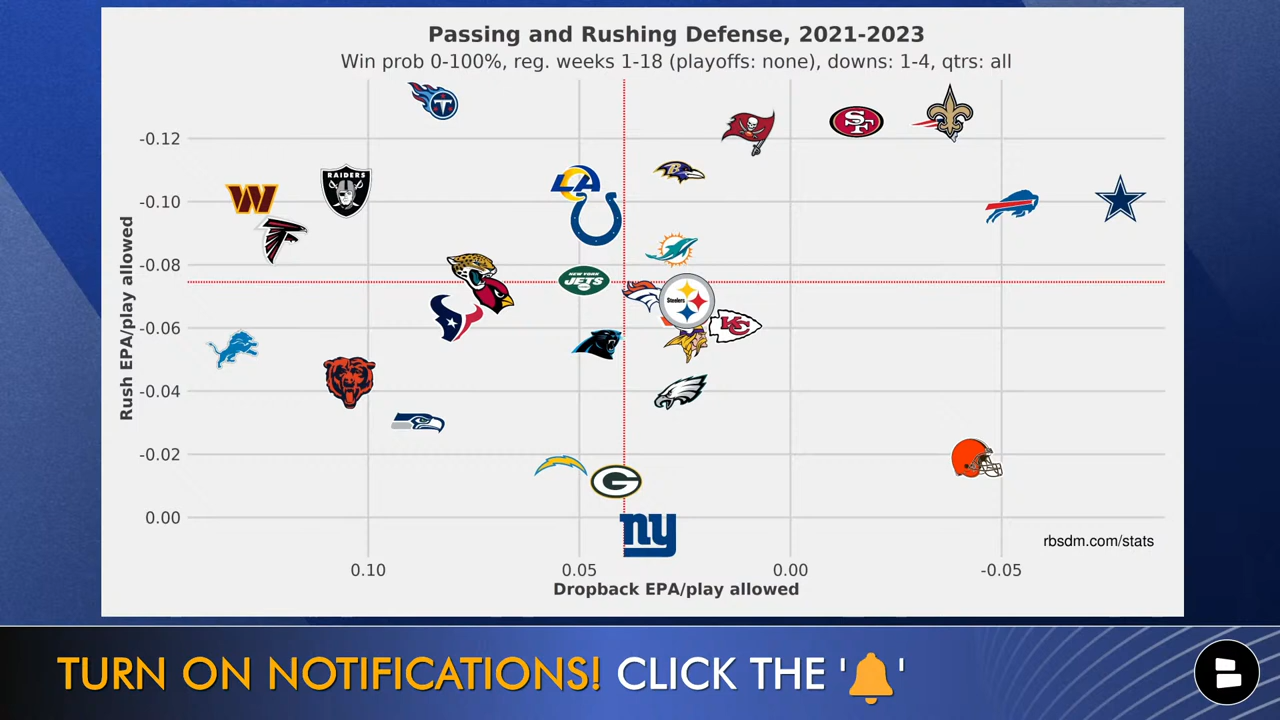 Passing and Rushing Defense, 2021-2023
Win prob 0-100%, reg. weeks 1-18 (playoffs: none), downs: 1-4, qtrs: all
-0.12
-0.10
-0.08
-0.06
-0.04
-0.02
0.00
Rush EPA/play allowed
RAIDERS
LA
NEW YORK
JETS
Steelers
SF
KC
G
ny
W
rbsdm.com/stats
0.10
0.05
0.00
-0.05
Dropback EPA/play allowed
TURN ON NOTIFICATIONS! CLICK THE ' '